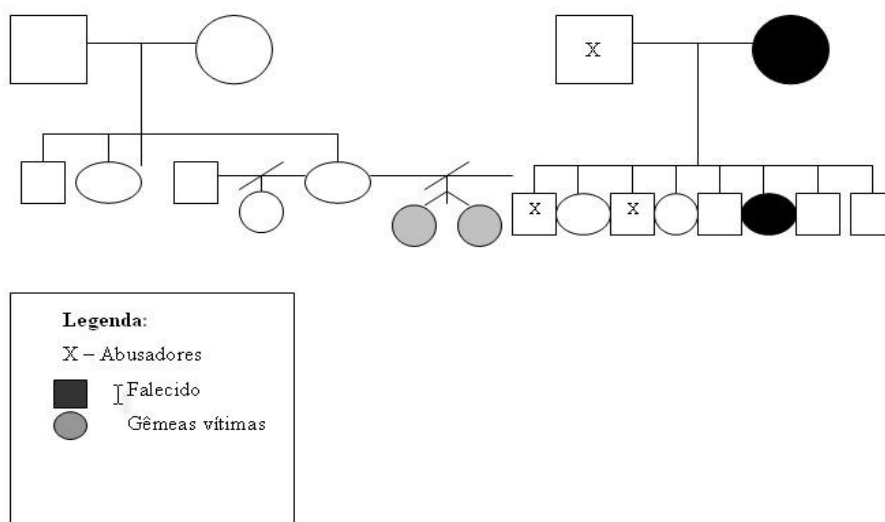 X
X
X
Legenda:
X – Abusadores
Falecido
Gêmeas vítimas